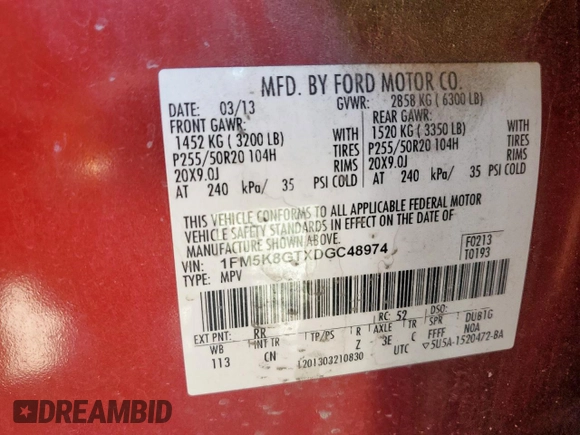 MFD. BY FORD MOTOR CO.
DATE: 03/13 GVWR: 2858 KG ( 6300 LB)
FRONT GAWR: REAR GAWR:
1452 KG ( 3200 LB) WITH 1520 KG ( 3350 LB) WITH
P255/50R20 104H TIRES P255/50R20 104H TIRES
20X9.0J RIMS 20X9.0J RIMS
AT 240 kPa/ 35 PSI COLD AT 240 kPa/ 35 PSI COLD
THIS VEHICLE CONFORMS TO ALL APPLICABLE FEDERAL MOTOR
VEHICLE SAFETY STANDARDS IN EFFECT ON THE DATE OF
MANUFACTURE SHOWN ABOVE.
VIN: 1FM5K8GTXDGC48974 F0213
TYPE: MPV T0193
EXT PNT: RR RC: 52 DSO: DUB1G
WB INT TR TP/PS R AXLE TR SPR
113 CN Z 3E C FFFF NOA
L201303210830 UTC ▽5U5A-1520472-BA
DREAMBID